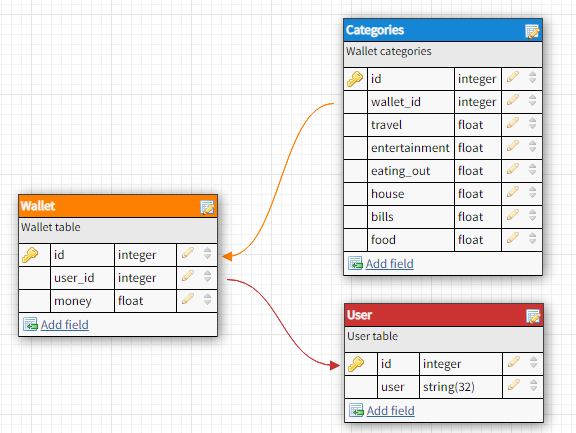 Categories
Wallet categories
id integer
wallet_id integer
travel float
entertainment float
eating_out float
house float
bills float
food float
Add field
Wallet
Wallet table
id integer
user_id integer
money float
Add field
User
User table
id integer
user string(32)
Add field